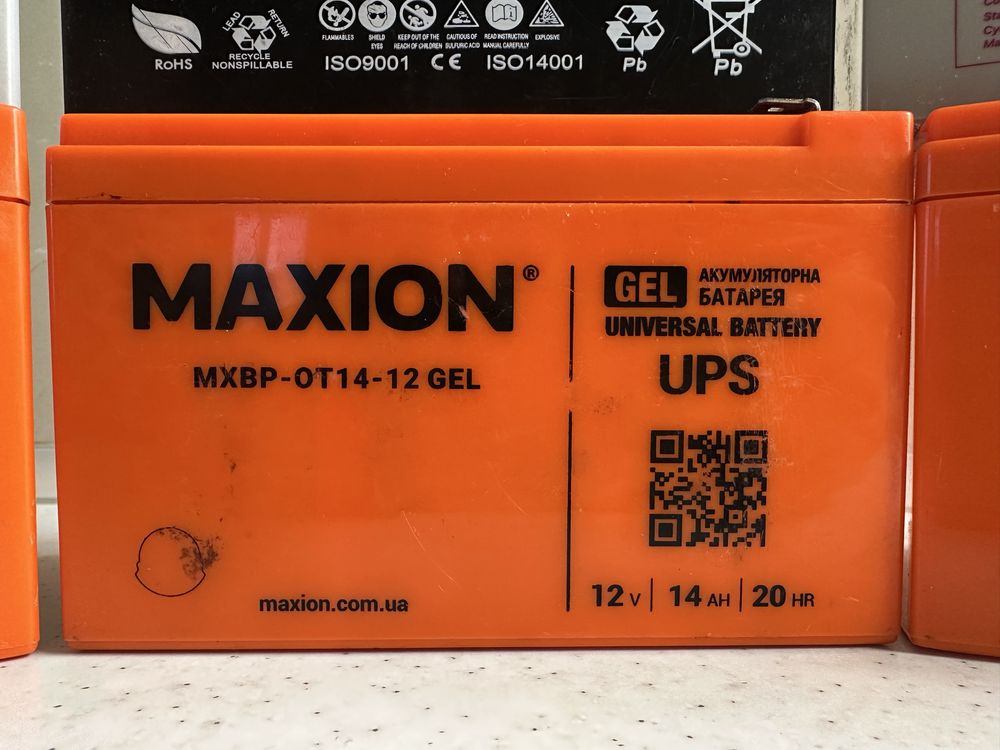 RoHS
LEAD RETURN
RECYCLE
NONSPILLABLE
FLAMMABLES
SHIELD
EYES
KEEP OUT OF THE
REACH OF CHILDREN
CAUTIOUS OF
SULFURIC ACID
READ INSTRUCTION
MANUAL CAREFULLY
EXPLOSIVE
ISO9001 CE ISO14001
Pb
Pb
MAXION®
MXBP-OT14-12 GEL
maxion.com.ua
GEL АКУМУЛЯТОРНА
БАТАРЕЯ
UNIVERSAL BATTERY
UPS
12 V | 14 AH | 20 HR